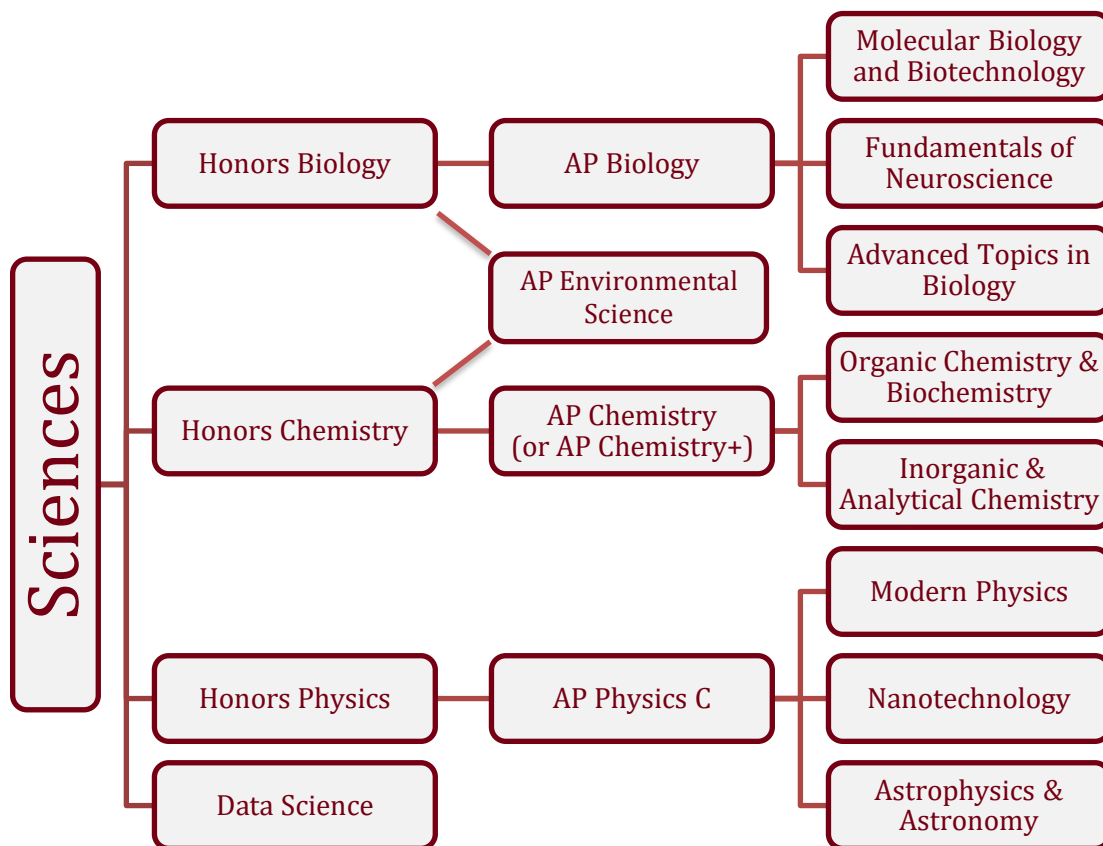 Sciences
Honors Biology
AP Biology
Molecular Biology
and Biotechnology
Fundamentals of
Neuroscience
Advanced Topics in
Biology
AP Environmental
Science
Honors Chemistry
AP Chemistry
(or AP Chemistry+)
Organic Chemistry &
Biochemistry
Inorganic &
Analytical Chemistry
Honors Physics
AP Physics C
Modern Physics
Nanotechnology
Astrophysics &
Astronomy
Data Science